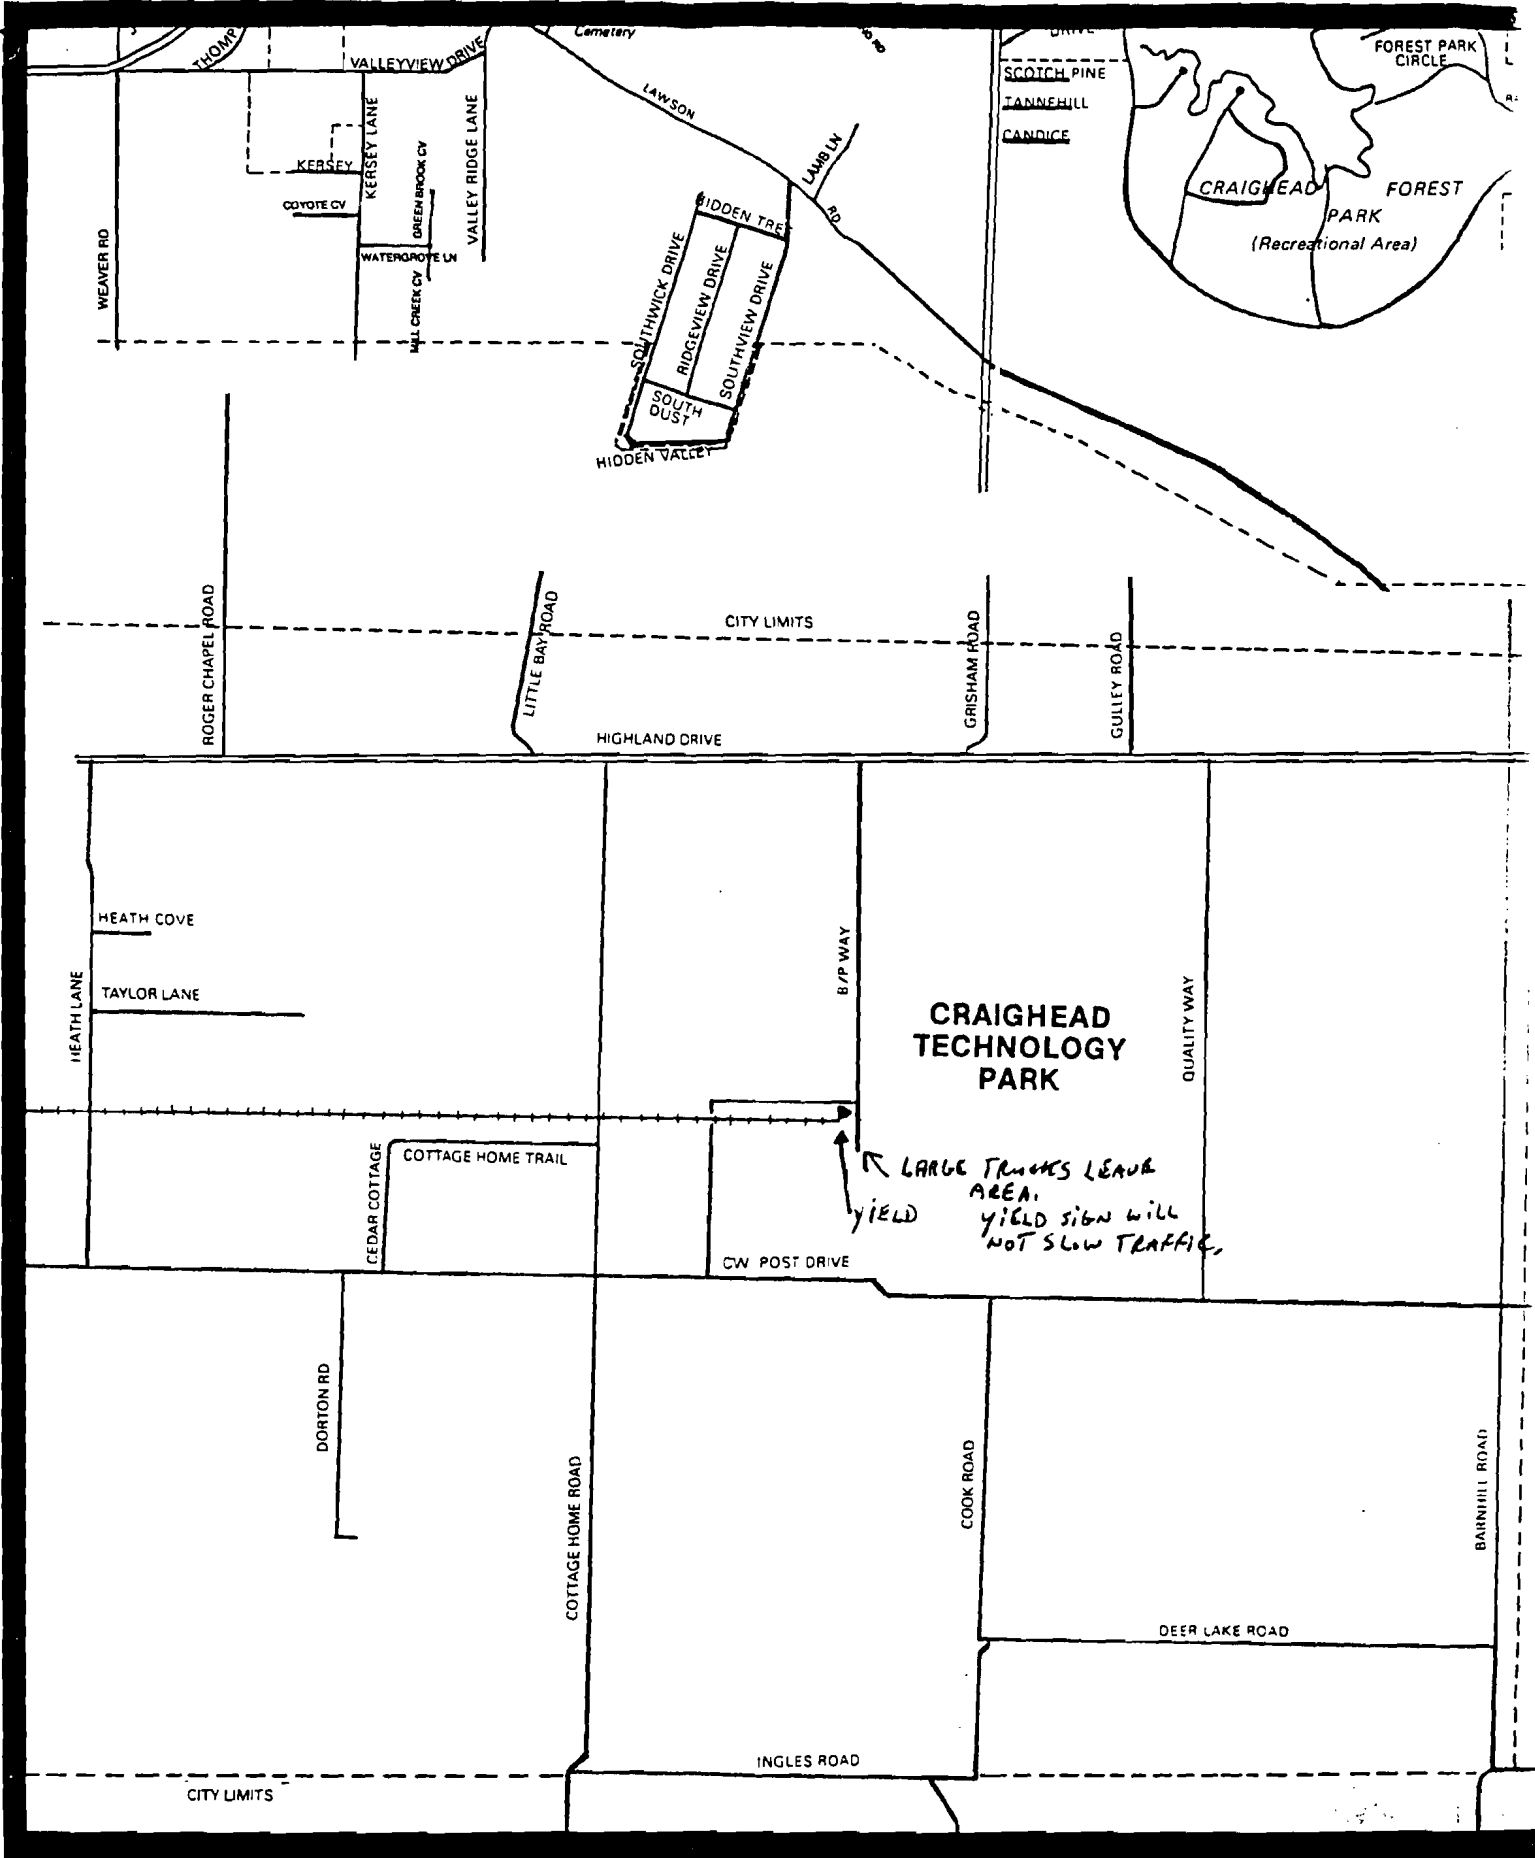 Cemetery
THOMP
VALLEYVIEW DRIVE
DRIVE
FOREST PARK
CIRCLE
SCOTCH PINE
TANNEHILL
CANDICE
LAWSON
RD
LAMB LN
KERSEY LANE
VALLEY RIDGE LANE
KERSEY
COYOTE CV
GREEN BROOK CV
WATERGROVE LN
MILL CREEK CV
WEAVER RD
CRAIGHEAD FOREST
PARK
(Recreational Area)
HIDDEN TREE
SOUTHWICK DRIVE
RIDGEVIEW DRIVE
SOUTHVIEW DRIVE
SOUTH
DUST
HIDDEN VALLEY
ROGER CHAPEL ROAD
LITTLE BAY ROAD
CITY LIMITS
GRISHAM ROAD
GULLEY ROAD
HIGHLAND DRIVE
HEATH COVE
TAYLOR LANE
HEATH LANE
B/P WAY
CRAIGHEAD
TECHNOLOGY
PARK
QUALITY WAY
CEDAR COTTAGE
COTTAGE HOME TRAIL
LARGE TRUCKS LEAVE
AREA.
YIELD
YIELD SIGN WILL
NOT SLOW TRAFFIC.
CW POST DRIVE
DORTON RD
COTTAGE HOME ROAD
COOK ROAD
BARNHILL ROAD
DEER LAKE ROAD
INGLES ROAD
CITY LIMITS